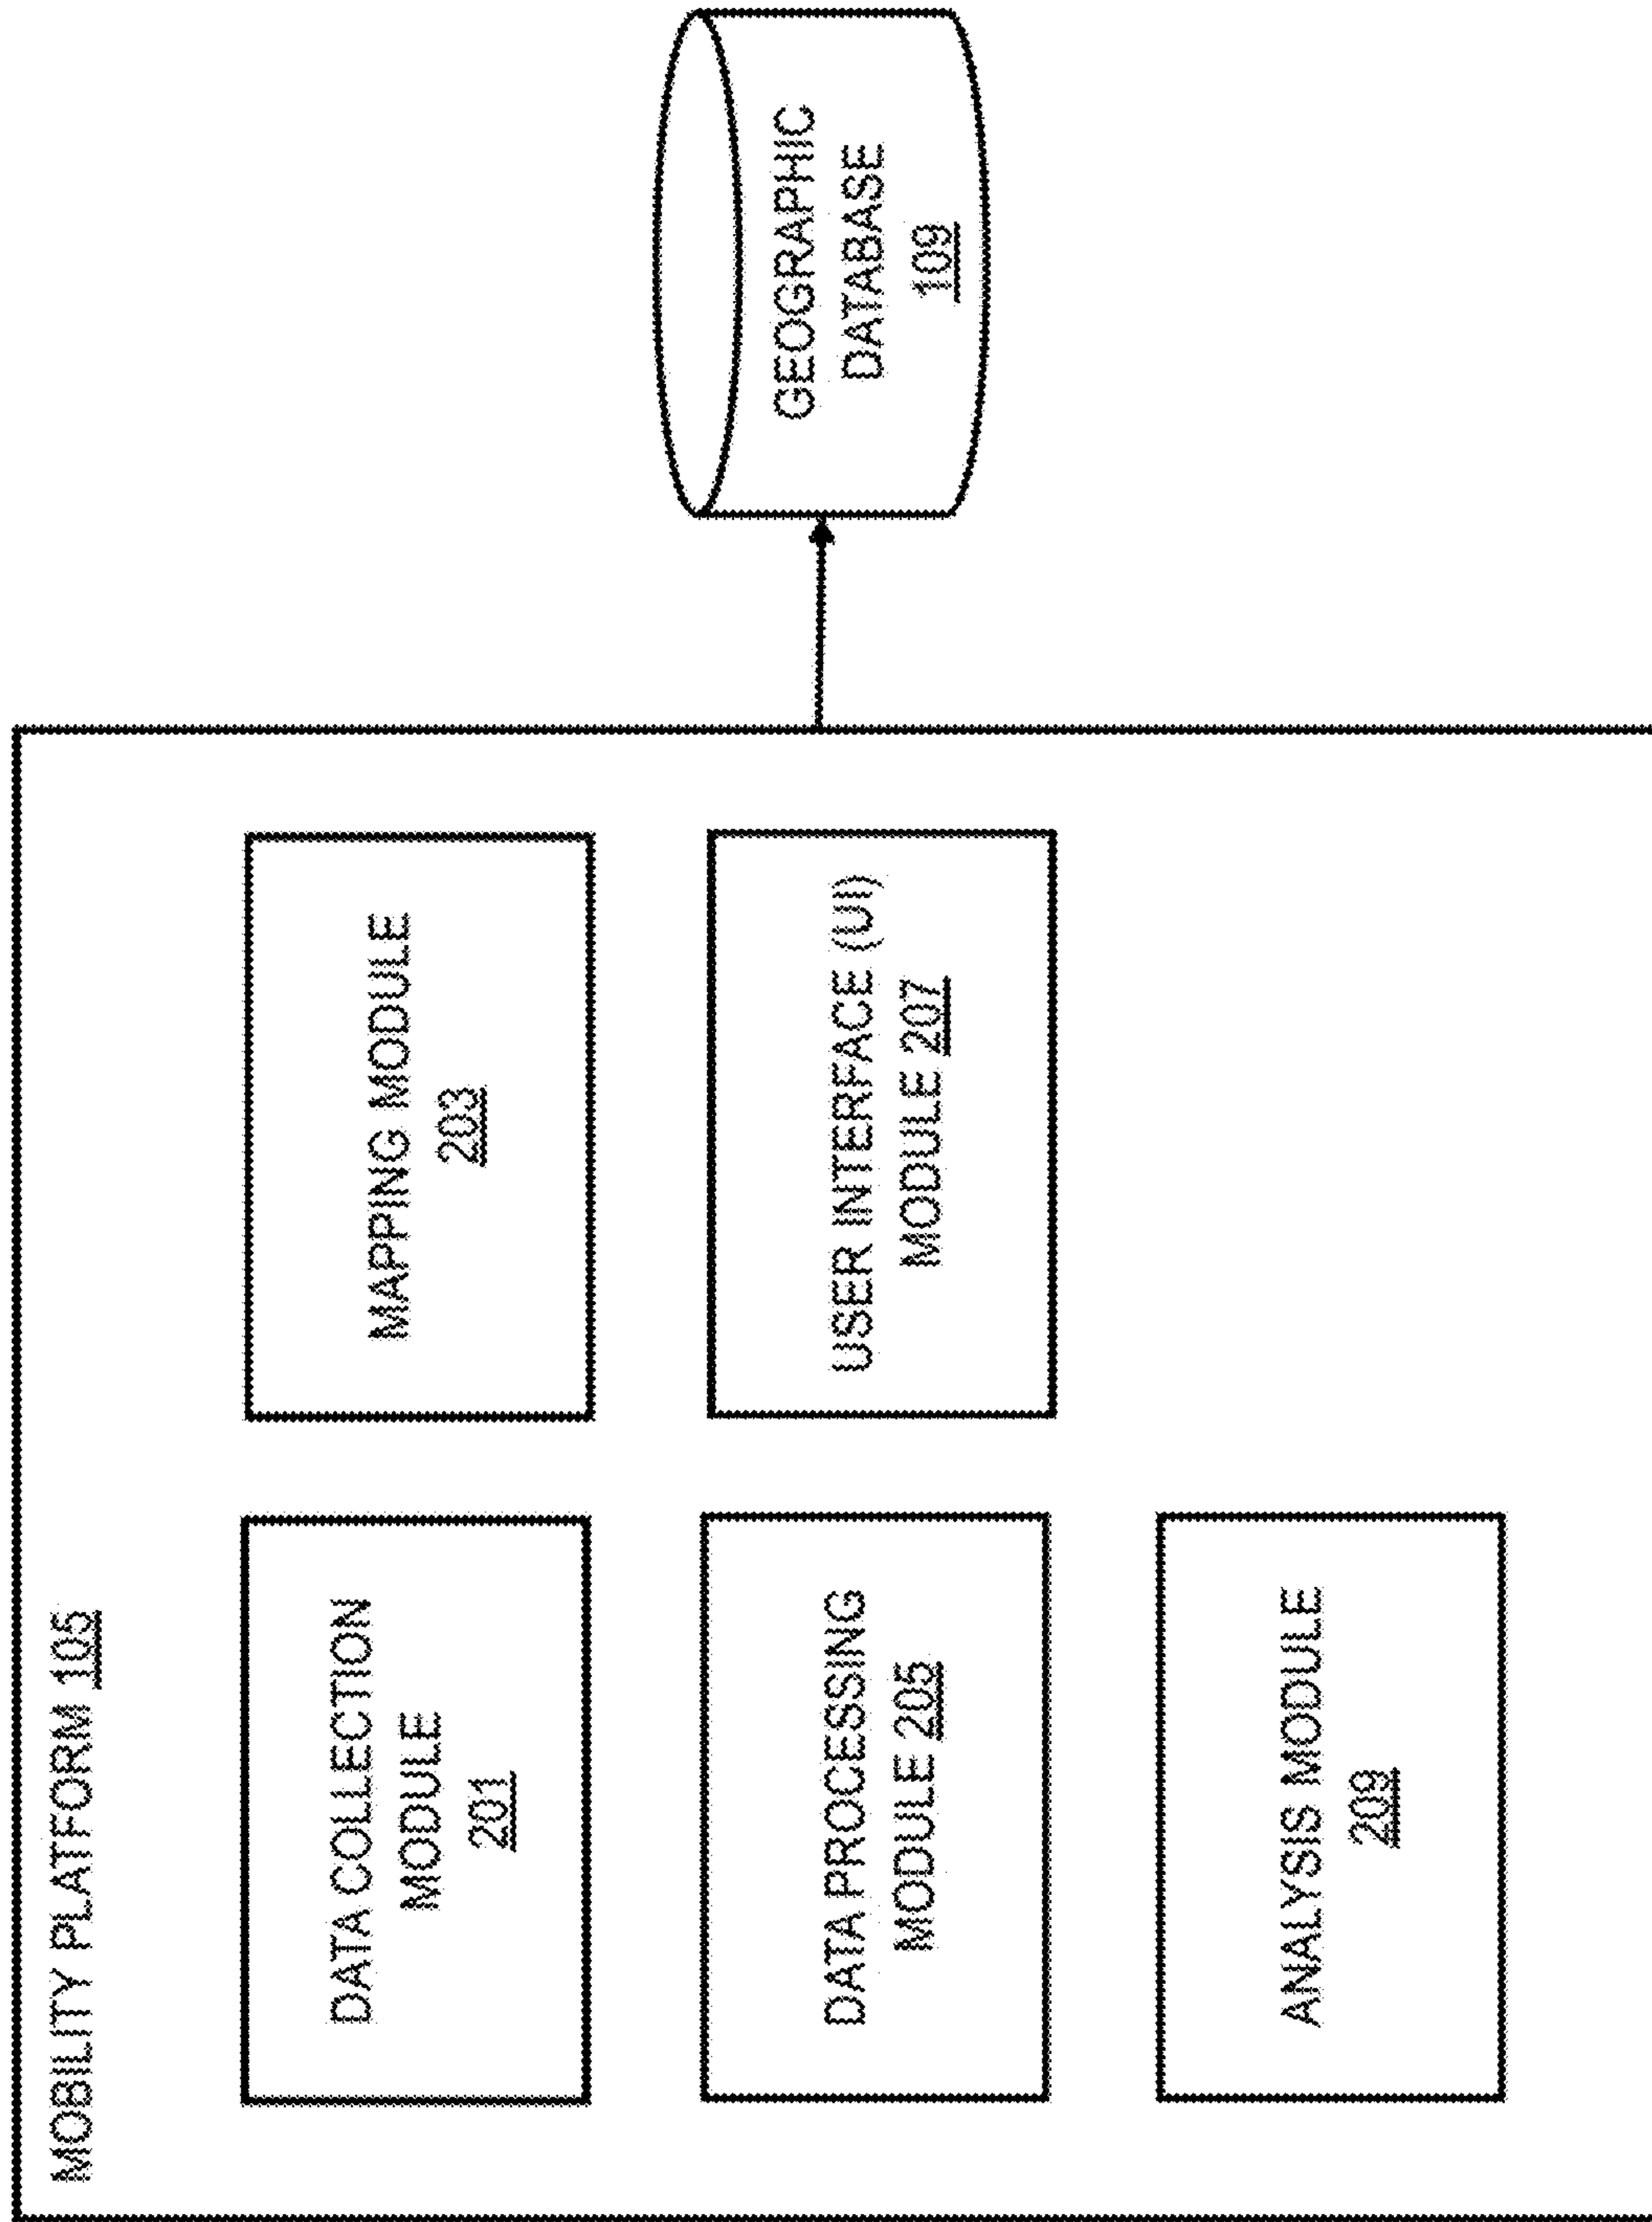 MOBILITY PLATFORM 105
DATA COLLECTION
MODULE
201
MAPPING MODULE
203
DATA PROCESSING
MODULE 205
USER INTERFACE (UI)
MODULE 207
ANALYSIS MODULE
209
GEOGRAPHIC
DATABASE
109